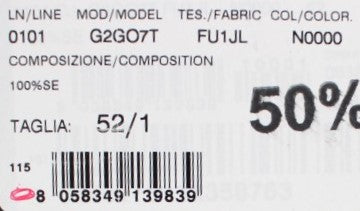 LN/LINE MOD/MODEL TES./FABRIC COL/COLOR.
0101 G2GO7T FU1JL N0000
COMPOSIZIONE/COMPOSITION
100%SE
50%
TAGLIA: 52/1
115
8 058349 139839